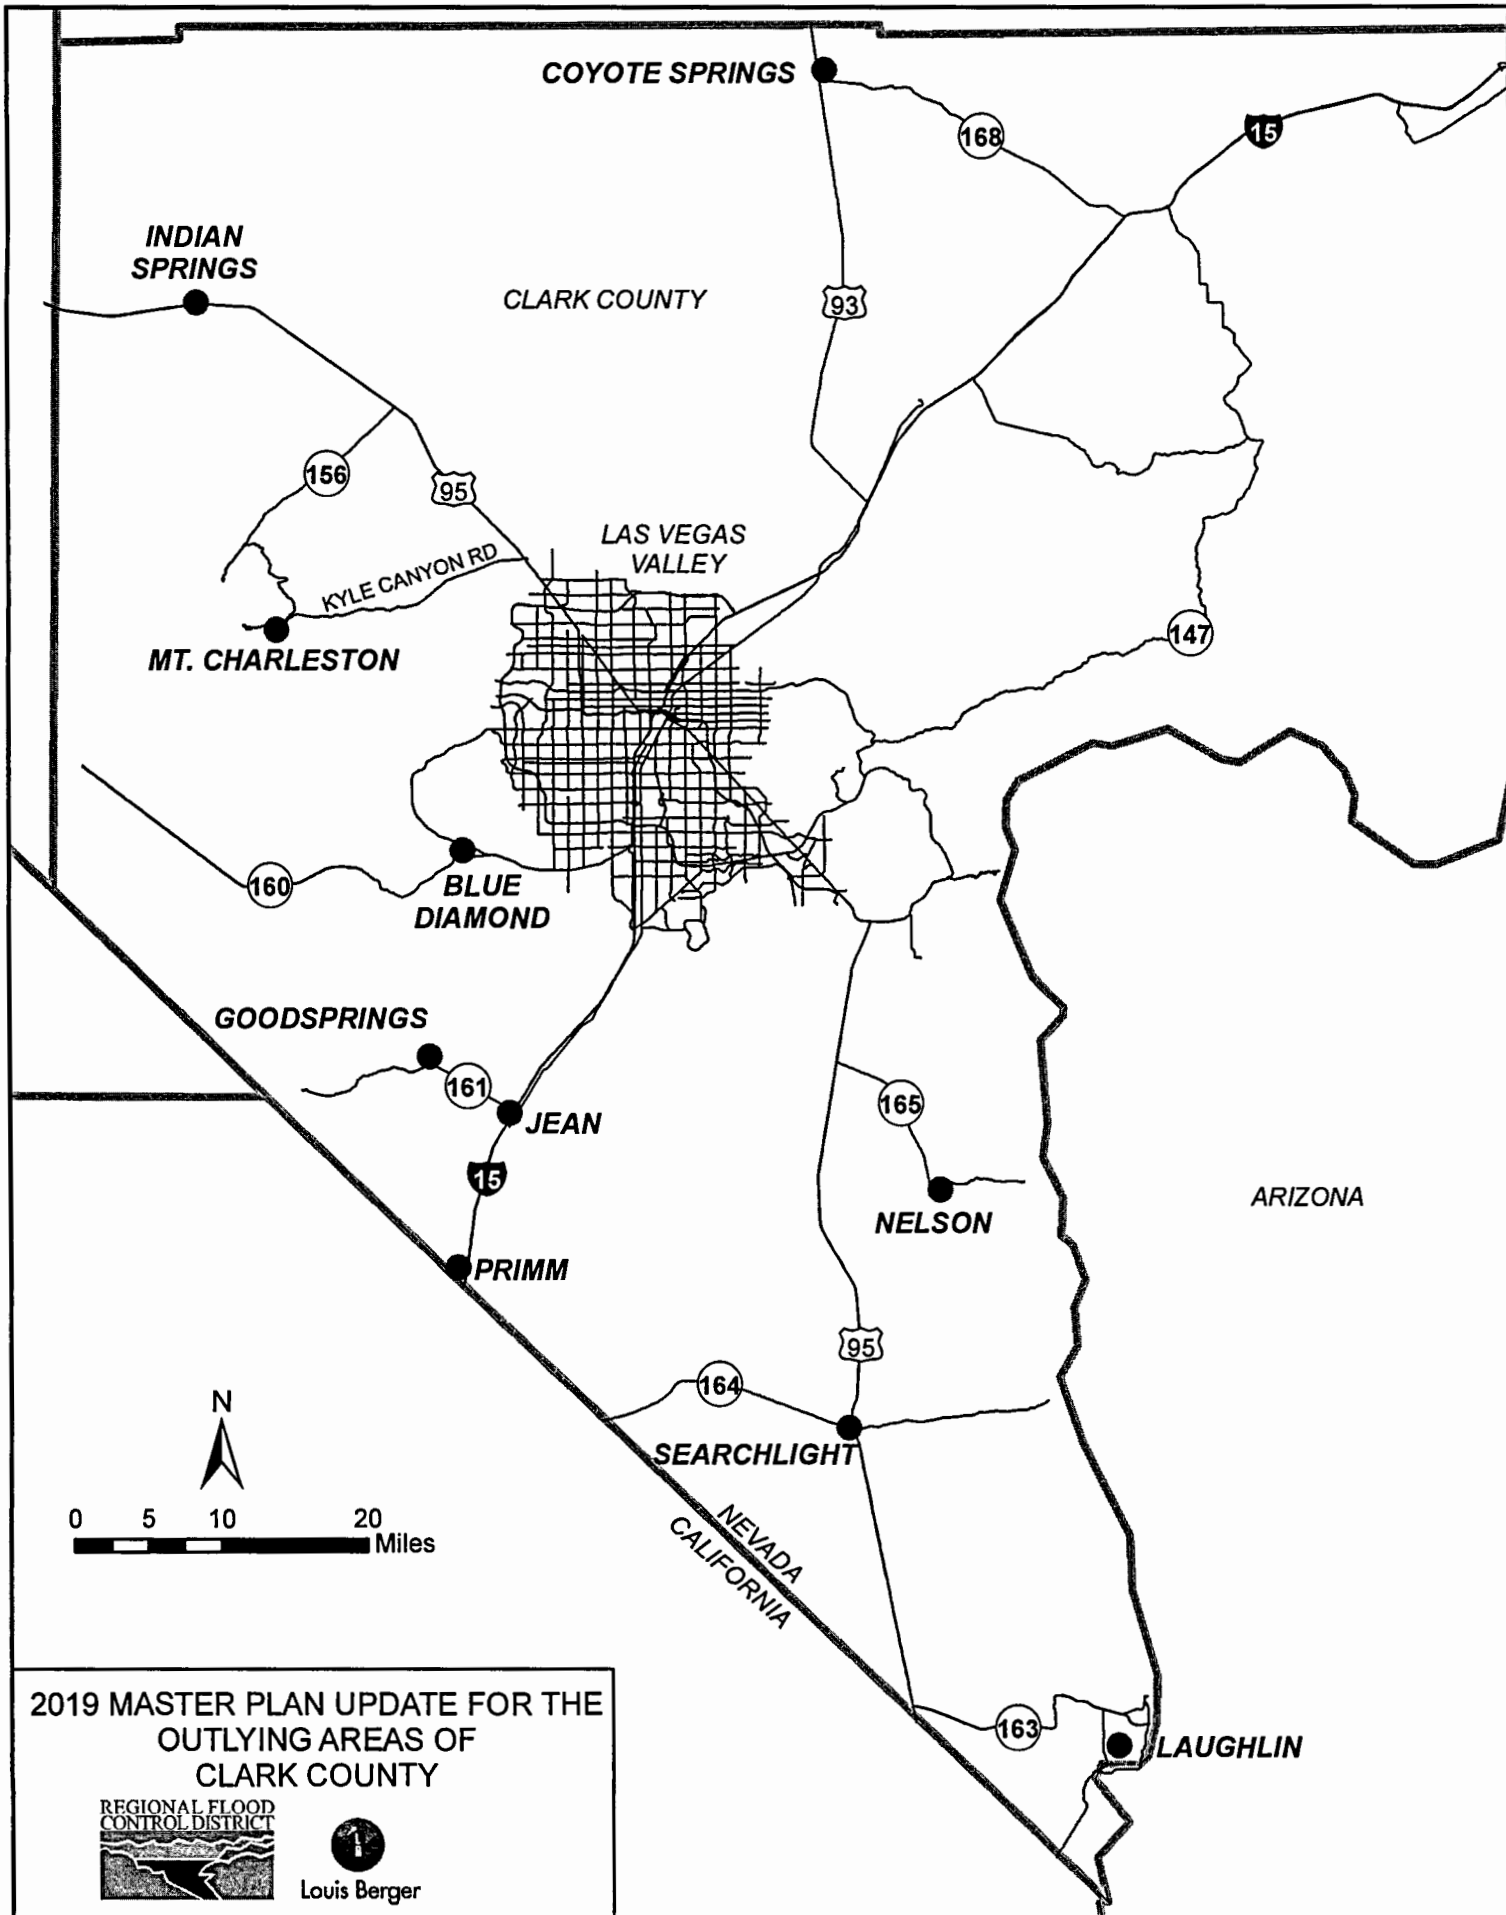 COYOTE SPRINGS
168
15
INDIAN
SPRINGS
CLARK COUNTY
93
156
95
LAS VEGAS
VALLEY
KYLE CANYON RD
147
MT. CHARLESTON
160
BLUE
DIAMOND
GOODSPRINGS
161
JEAN
165
15
ARIZONA
NELSON
PRIMM
95
164
N
SEARCHLIGHT
0 5 10 20
Miles
NEVADA
CALIFORNIA
163
LAUGHLIN
2019 MASTER PLAN UPDATE FOR THE
OUTLYING AREAS OF
CLARK COUNTY
REGIONAL FLOOD
CONTROL DISTRICT
Louis Berger